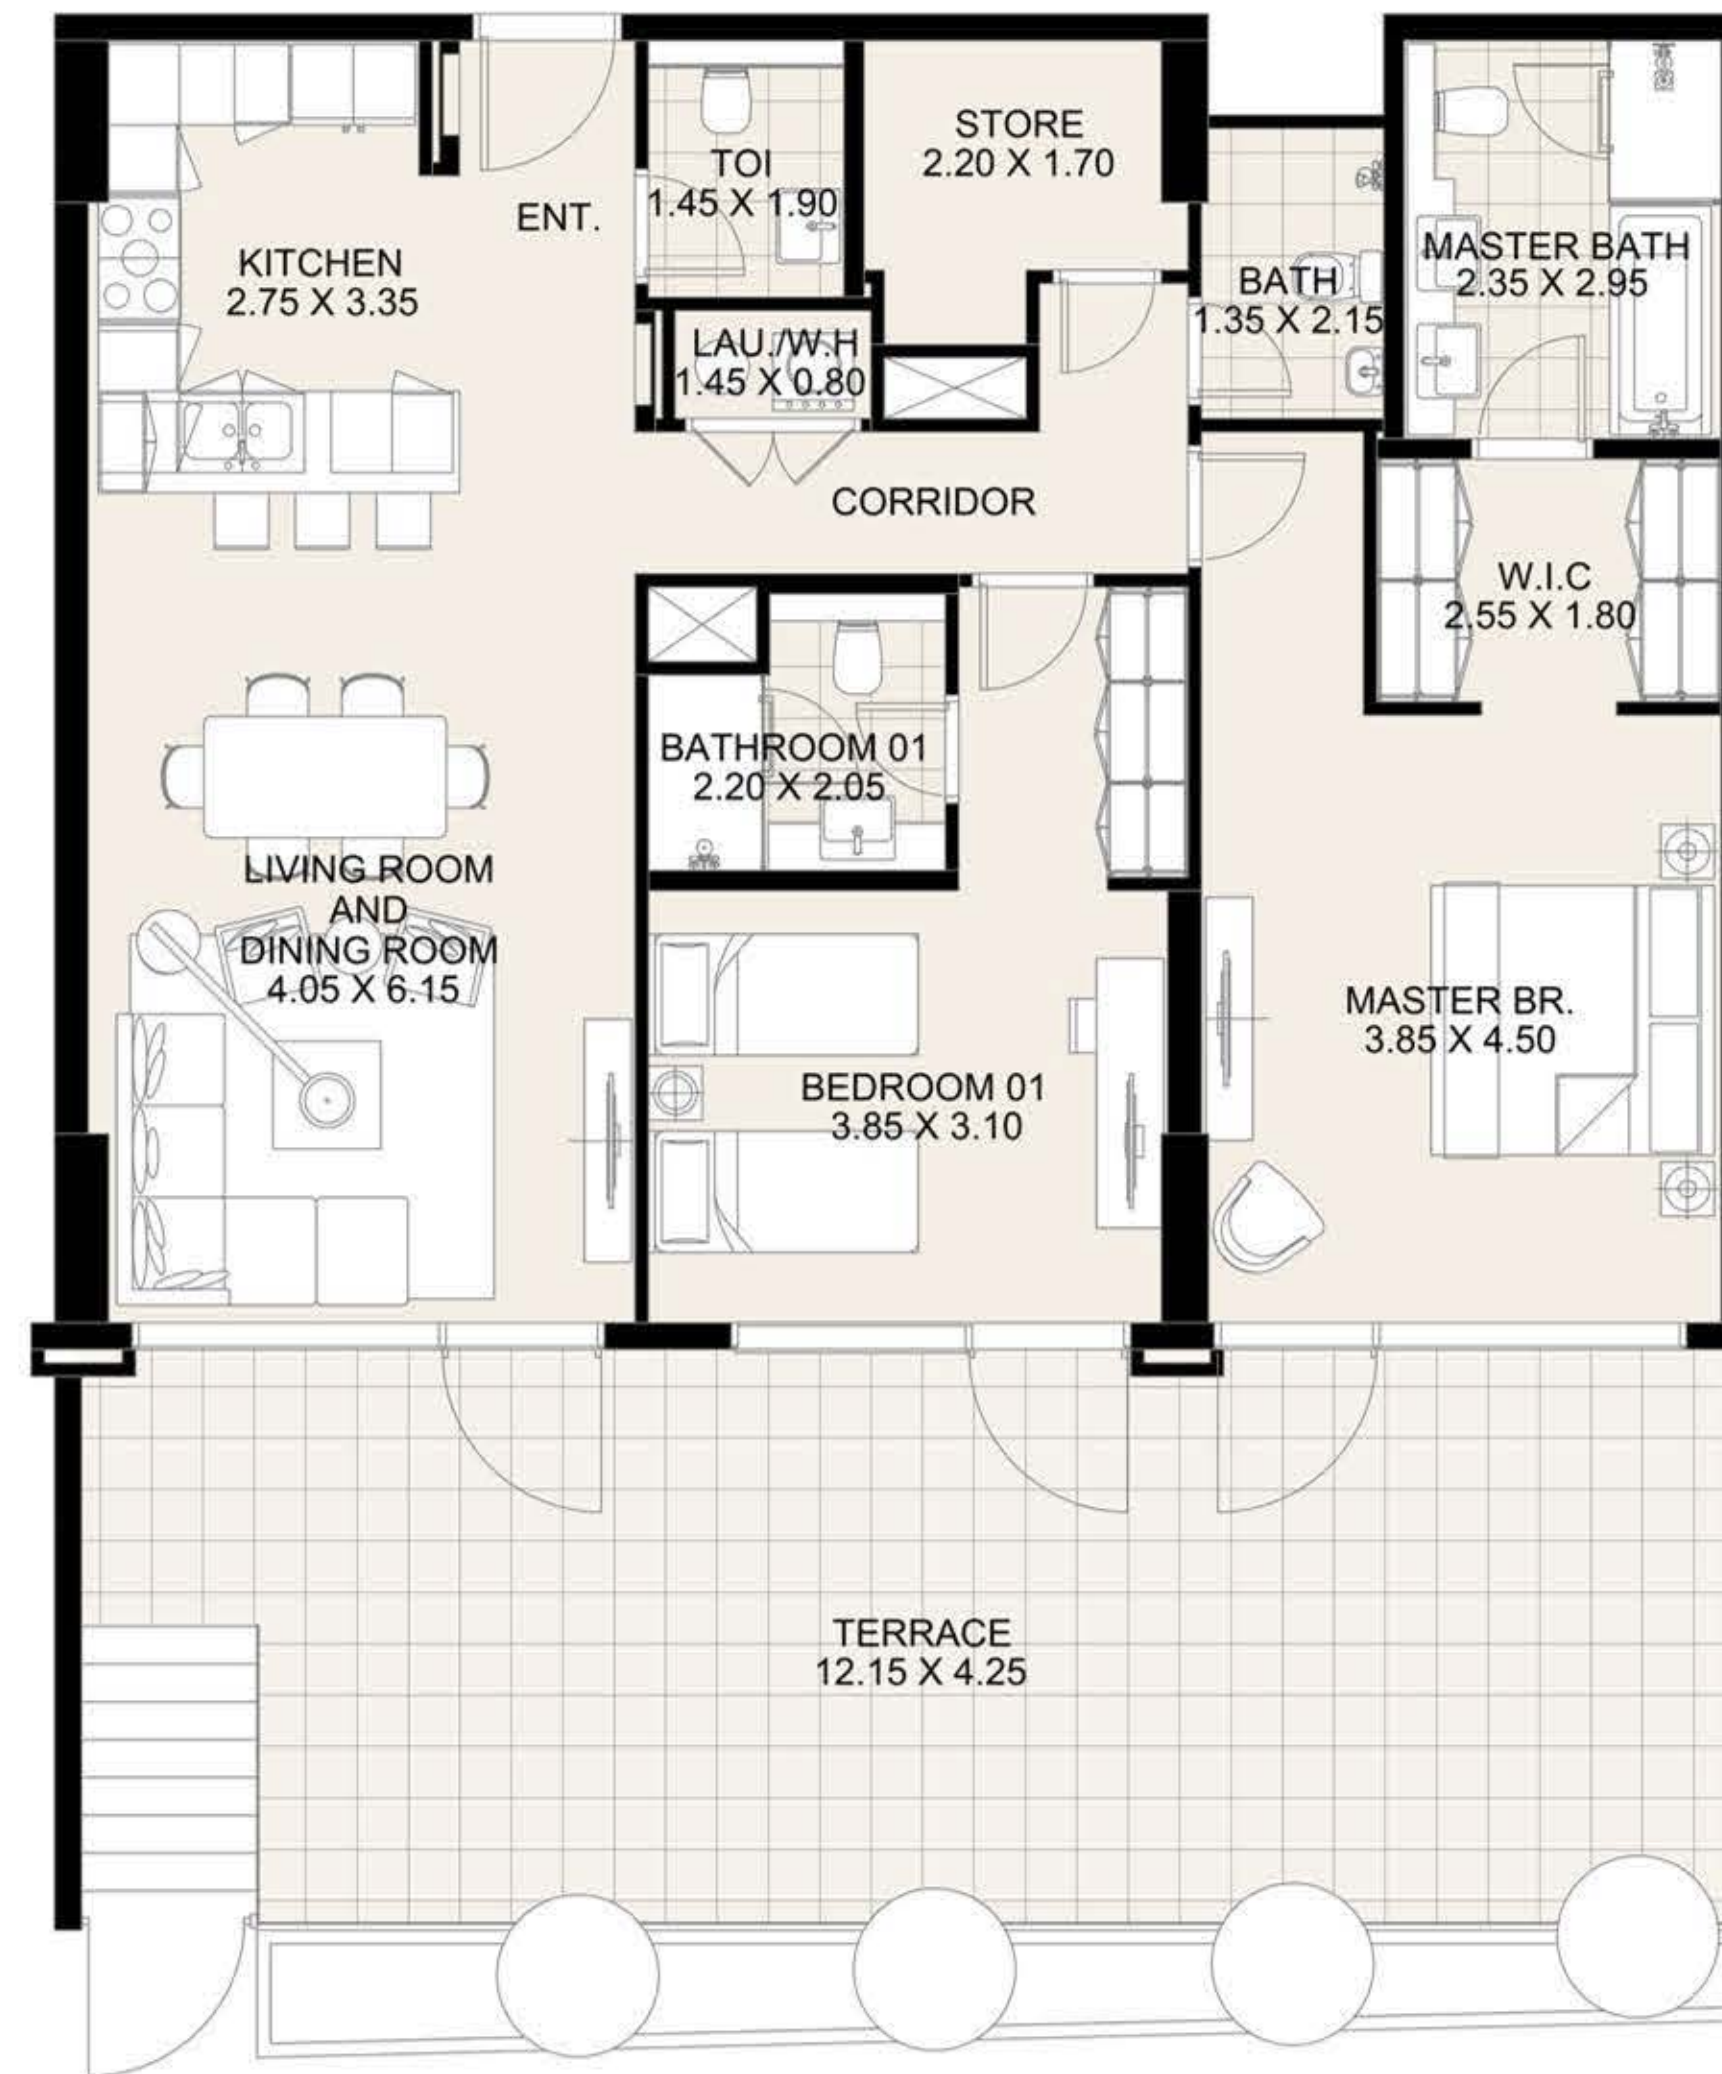 STORE
2.20 X 1.70
TOI
1.45 X 1.90
ENT.
KITCHEN
2.75 X 3.35
MASTER BATH
2.35 X 2.95
BATH
1.35 X 2.15
LAU./W.H
1.45 X 0.80
CORRIDOR
W.I.C
2.55 X 1.80
BATHROOM 01
2.20 X 2.05
LIVING ROOM
AND
DINING ROOM
4.05 X 6.15
MASTER BR.
3.85 X 4.50
BEDROOM 01
3.85 X 3.10
TERRACE
12.15 X 4.25